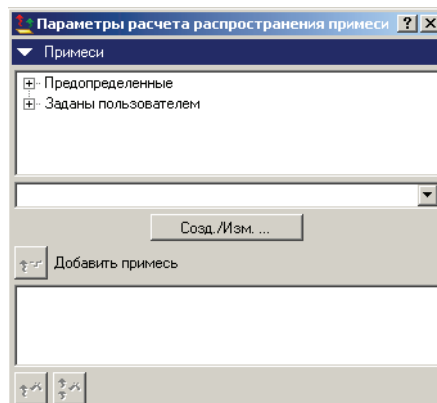 Параметры расчета распространения примеси
Примеси
Предопределенные
Заданы пользователем
Созд./Изм. ...
Добавить примесь